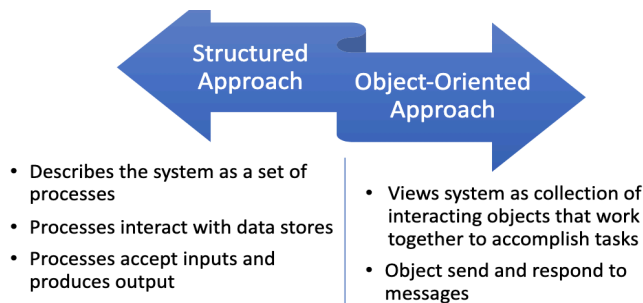 Structured
Approach
Object-Oriented
Approach
• Describes the system as a set of
processes
• Processes interact with data stores
• Processes accept inputs and
produces output
• Views system as collection of
interacting objects that work
together to accomplish tasks
• Object send and respond to
messages